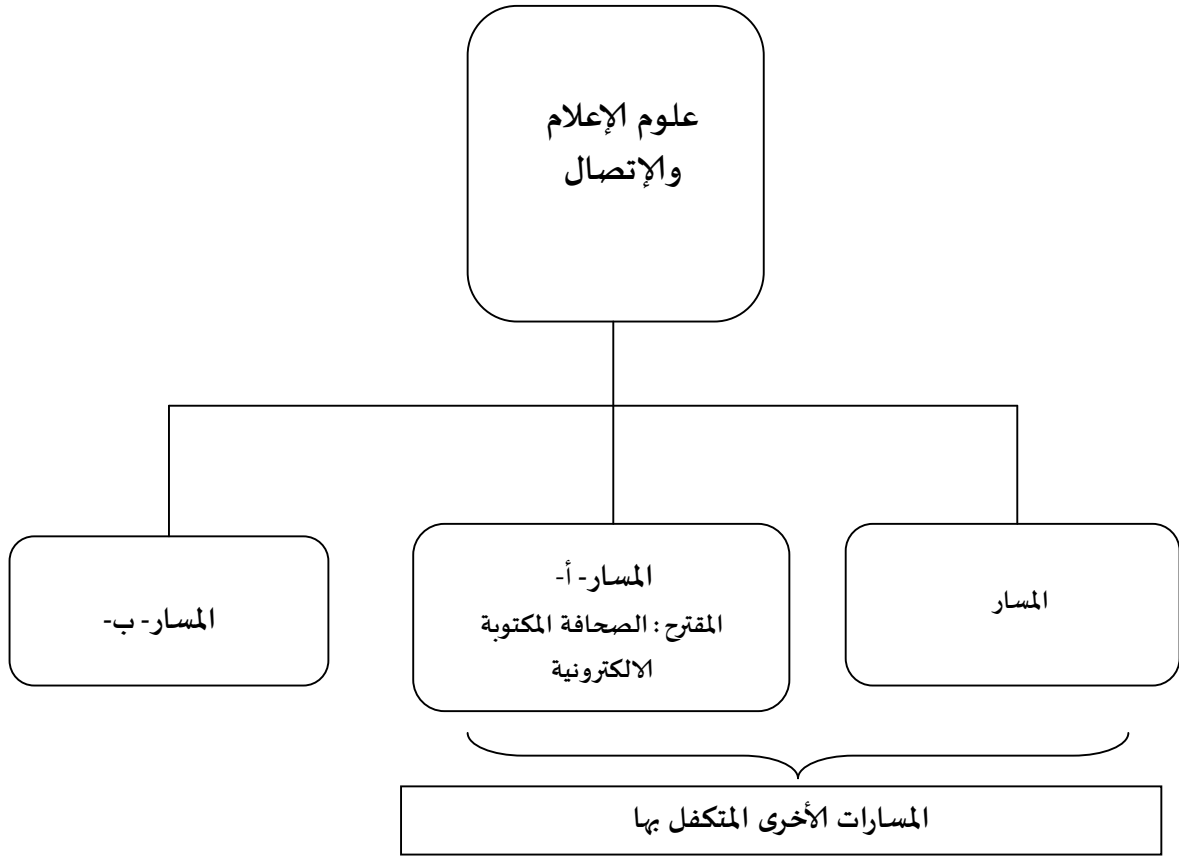 علوم الإعلام
والإتصال
المسار
المسار- أ-
المقترح : الصحافة المكتوبة
الالكترونية
المسار- ب-
المسارات الأخرى المتكفل بها